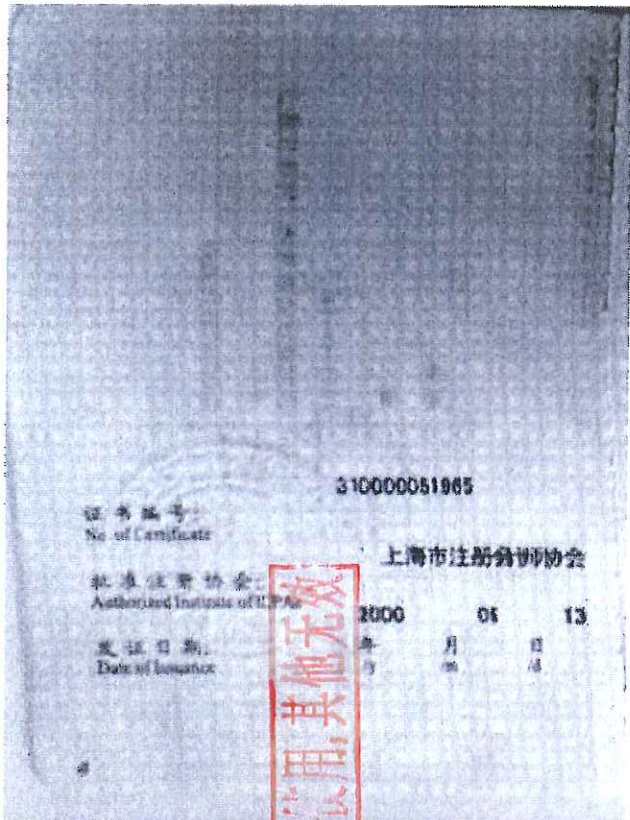 310000051965
证书编号:
No. of Certificate
上海市注册会计师协会
批准注册协会:
Authorized Institute of CPAs
2000 年 月 13 日
发证日期:
Date of Issuance
用,其他无效